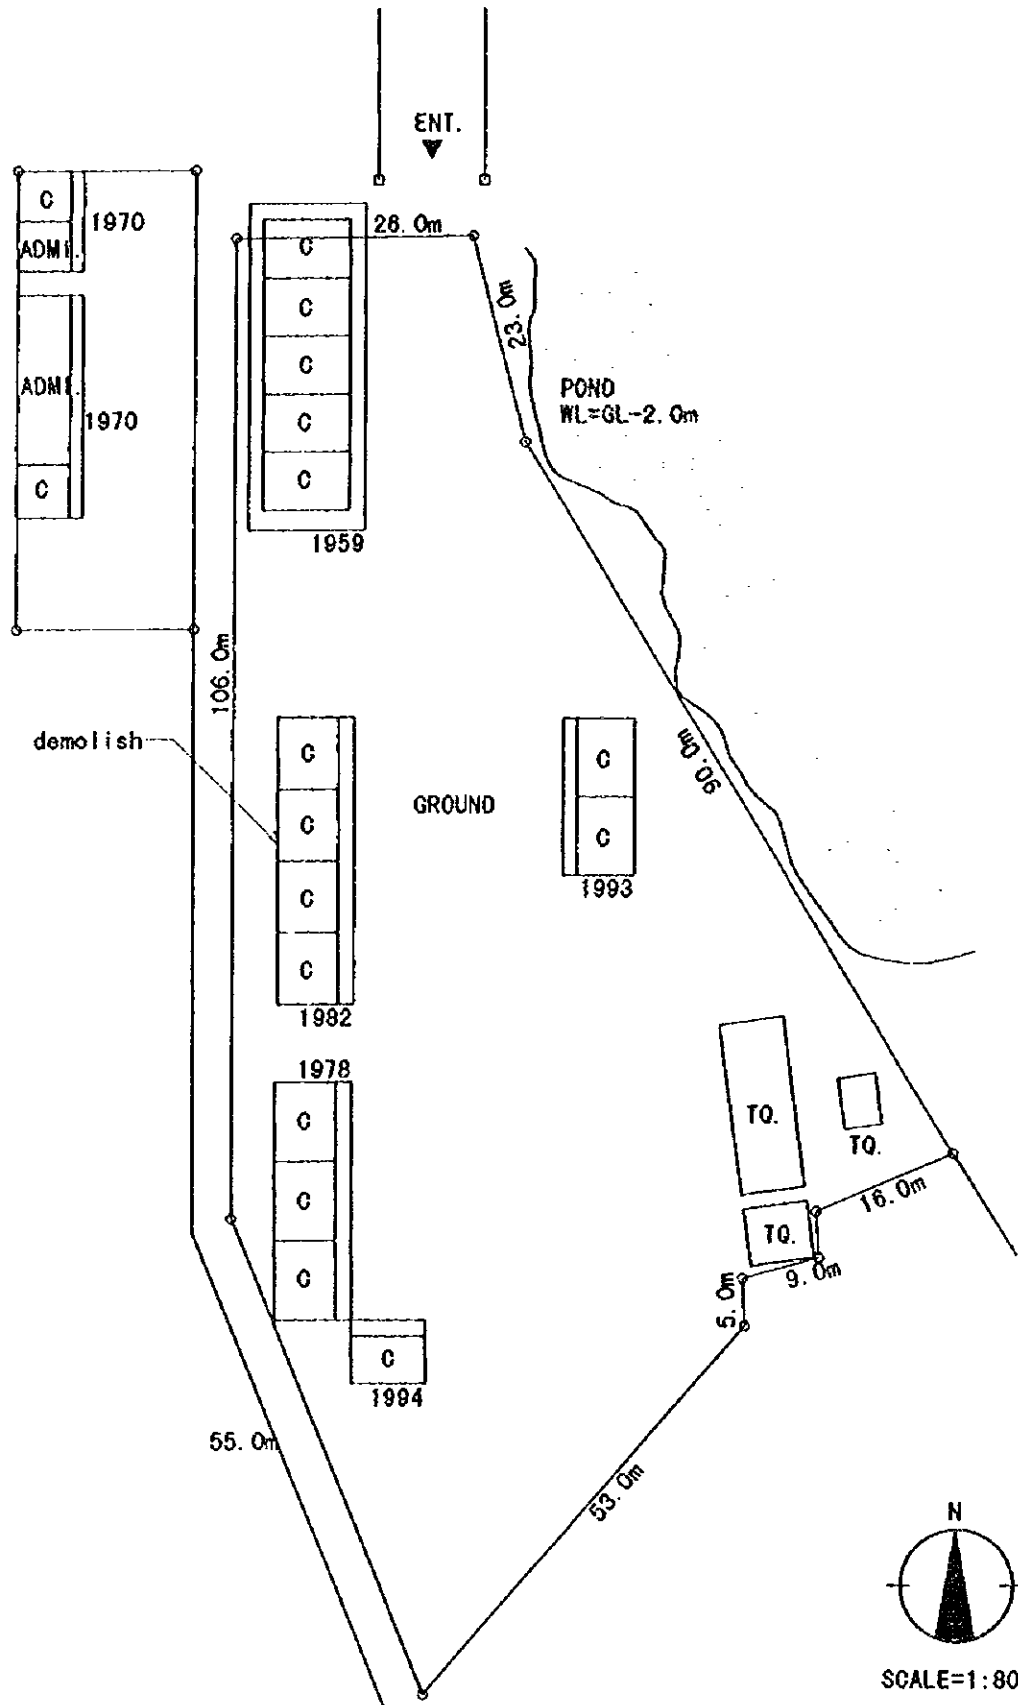 ENT.
C
1970
ADMI.
26.0m
C
C
C
C
C
1959
23.0m
POND
WL=GL-2.0m
ADMI.
1970
C
106.0m
demolish
C
C
C
C
1982
GROUND
C
C
1993
90.0m
1978
C
C
C
C
1994
TQ.
TQ.
TQ.
16.0m
9.0m
5.0m
55.0m
53.0m
N
SCALE=1:80